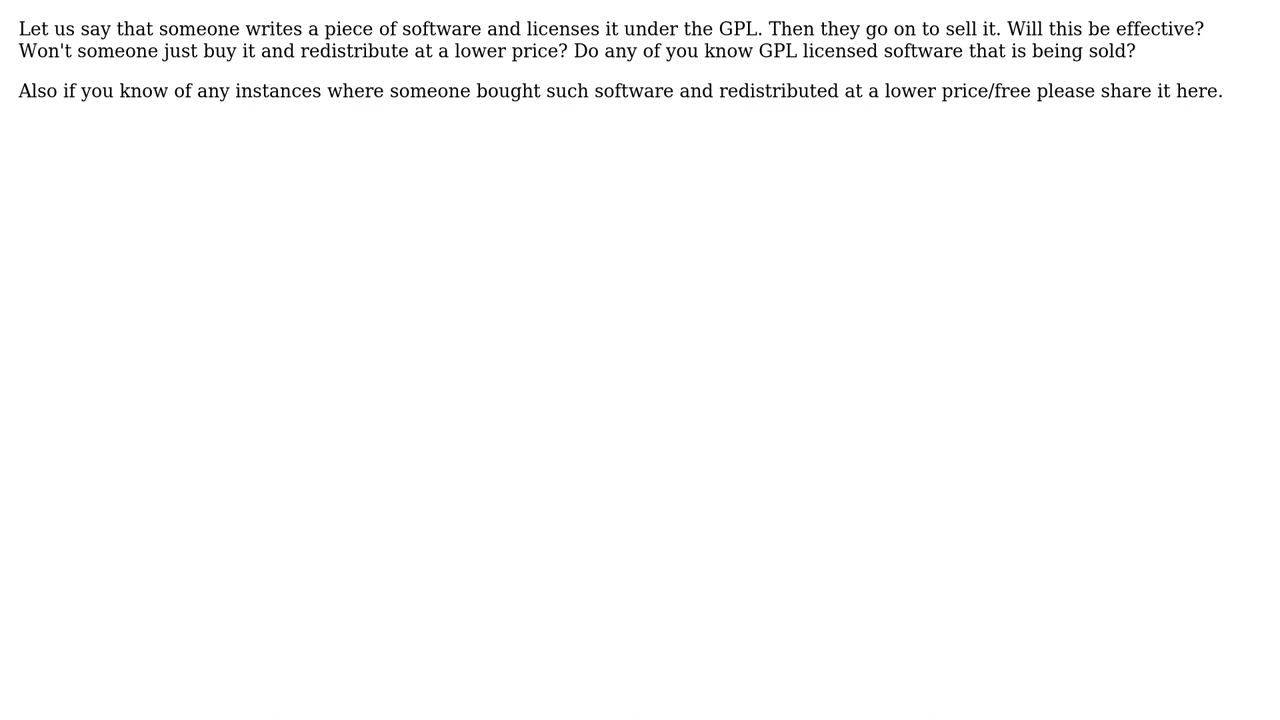 Let us say that someone writes a piece of software and licenses it under the GPL. Then they go on to sell it. Will this be effective?
Won't someone just buy it and redistribute at a lower price? Do any of you know GPL licensed software that is being sold?
Also if you know of any instances where someone bought such software and redistributed at a lower price/free please share it here.